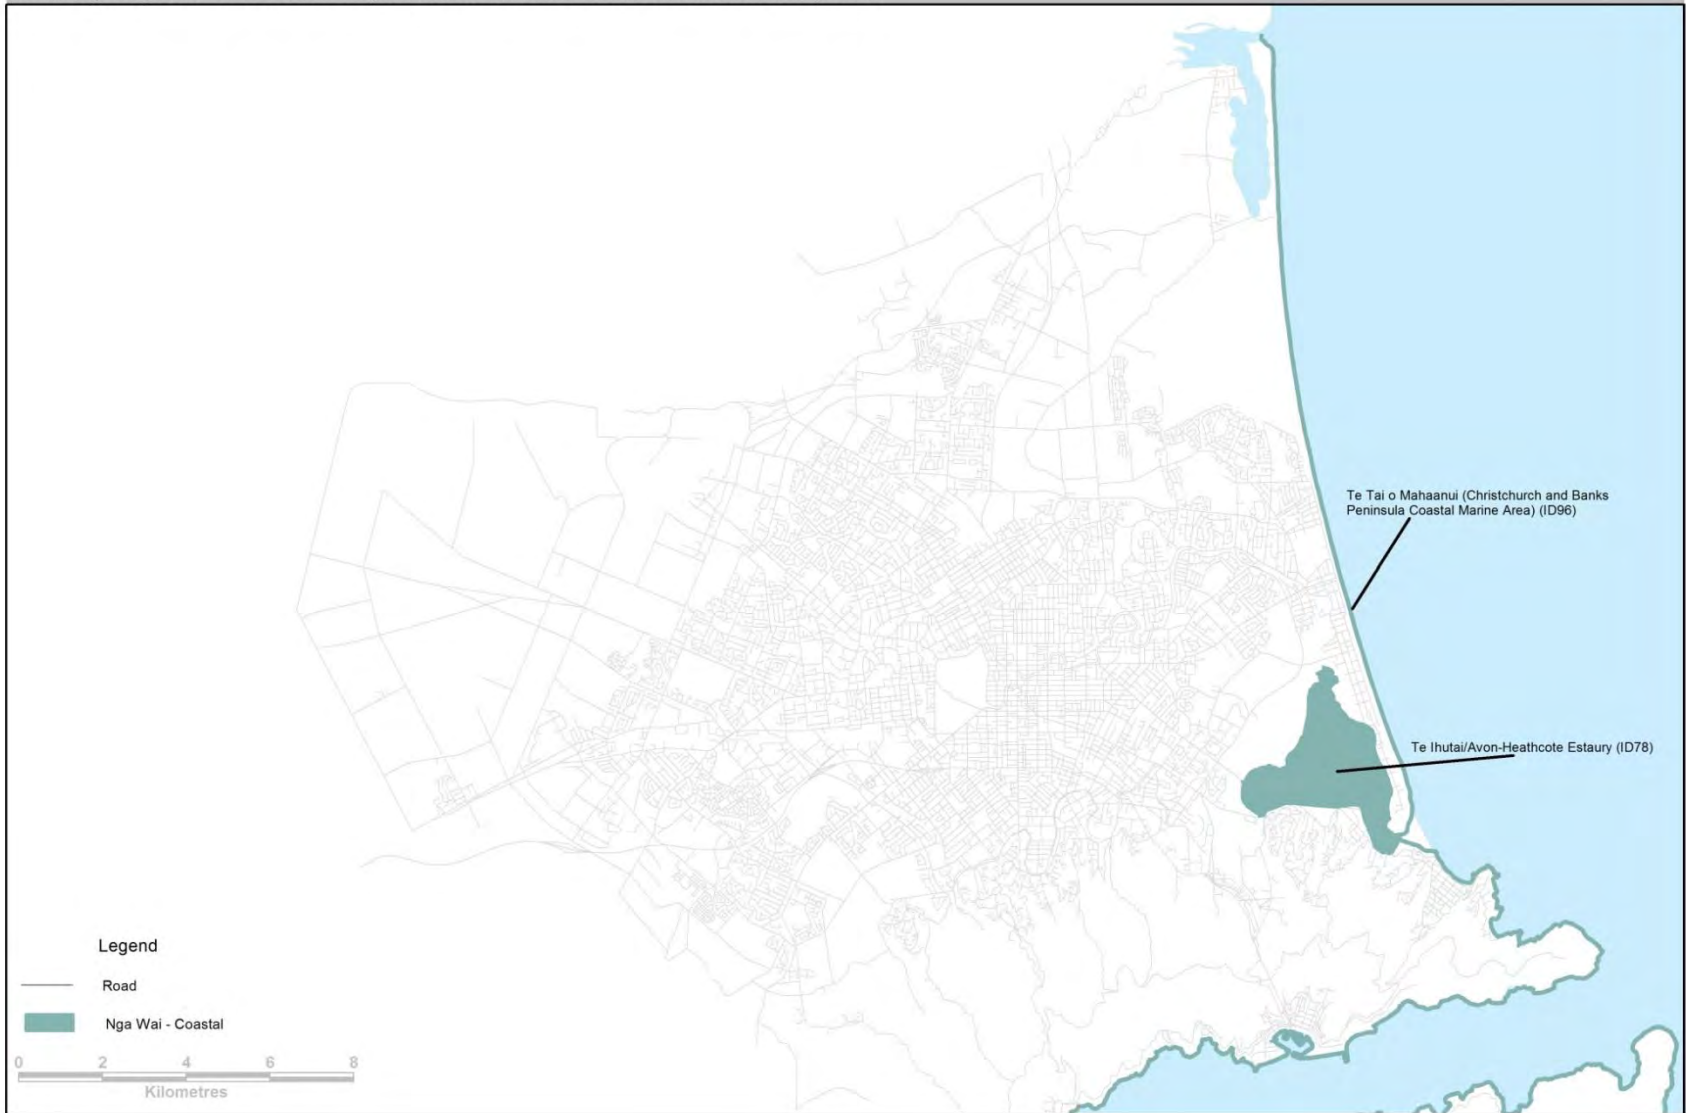 Te Tai o Mahaanui (Christchurch and Banks
Peninsula Coastal Marine Area) (ID96)
Te Ihutai/Avon-Heathcote Estaury (ID78)
Legend
Road
Nga Wai - Coastal
0 2 4 6 8
Kilometres